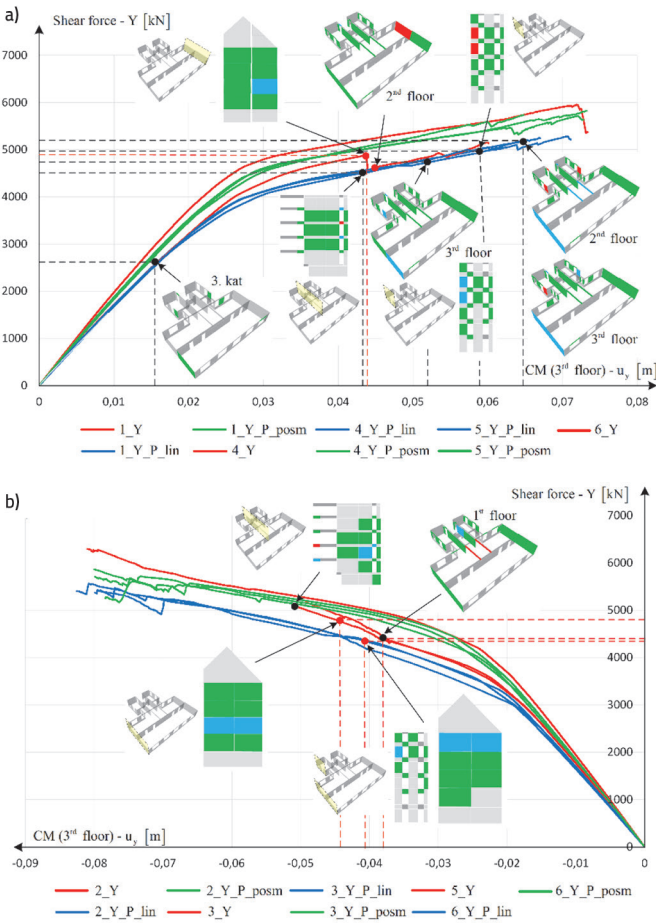 a)
Shear force - Y [kN]
7000
6000
5000
4000
3000
2000
1000
0
2nd floor
3rd floor
2nd floor
3rd floor
3. kat
CM (3rd floor) - uy [m]
0 0,01 0,02 0,03 0,04 0,05 0,06 0,07 0,08
1_Y 1_Y_P_posm 4_Y_P_lin 5_Y_P_lin 6_Y
1_Y_P_lin 4_Y 4_Y_P_posm 5_Y_P_posm
b)
Shear force - Y [kN]
7000
6000
5000
4000
3000
2000
1000
0
1st floor
CM (3rd floor) - uy [m]
-0,09 -0,08 -0,07 -0,06 -0,05 -0,04 -0,03 -0,02 -0,01 0
2_Y 2_Y_P_posm 3_Y_P_lin 5_Y 6_Y_P_posm
2_Y_P_lin 3_Y 3_Y_P_posm 6_Y_P_lin